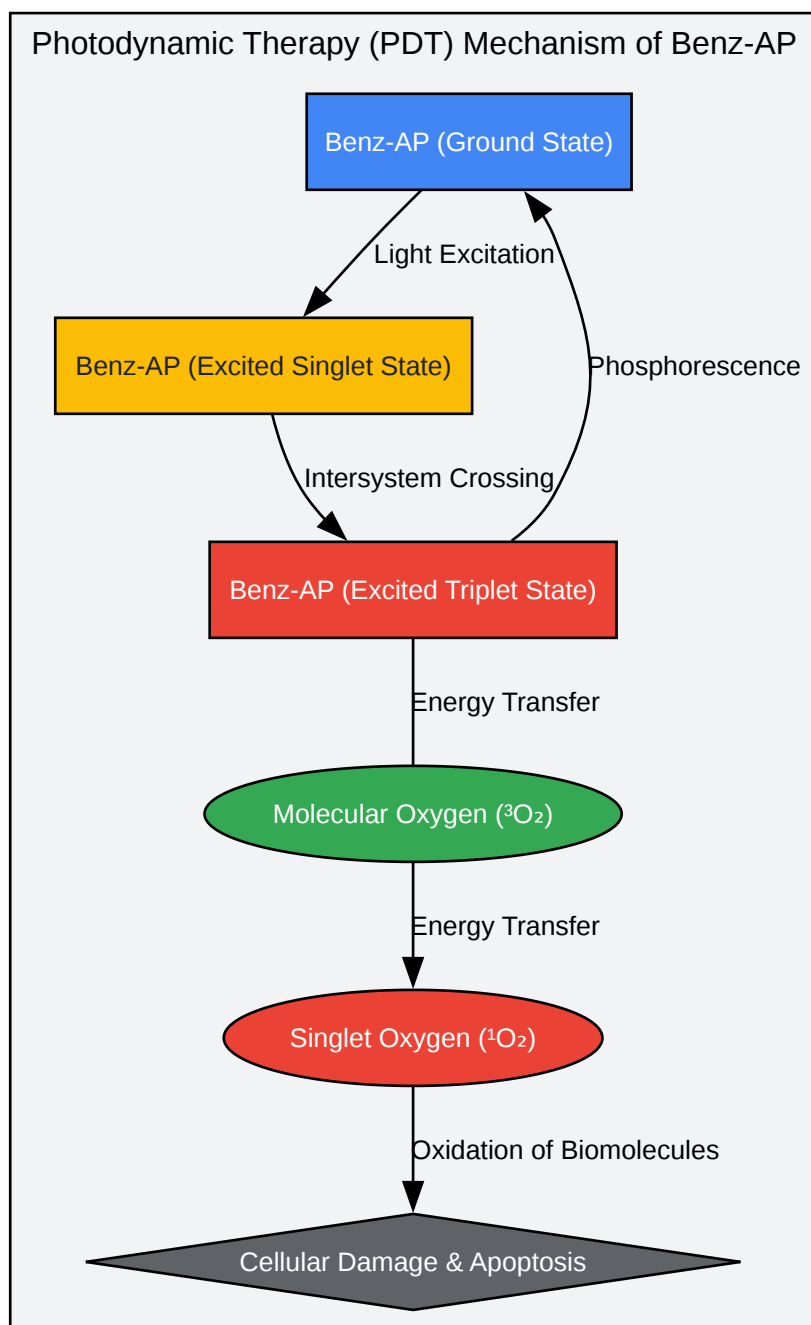 Photodynamic Therapy (PDT) Mechanism of Benz-AP
Benz-AP (Ground State)
Light Excitation
Benz-AP (Excited Singlet State)
Phosphorescence
Intersystem Crossing
Benz-AP (Excited Triplet State)
Energy Transfer
Molecular Oxygen (³O₂)
Energy Transfer
Singlet Oxygen (¹O₂)
Oxidation of Biomolecules
Cellular Damage & Apoptosis